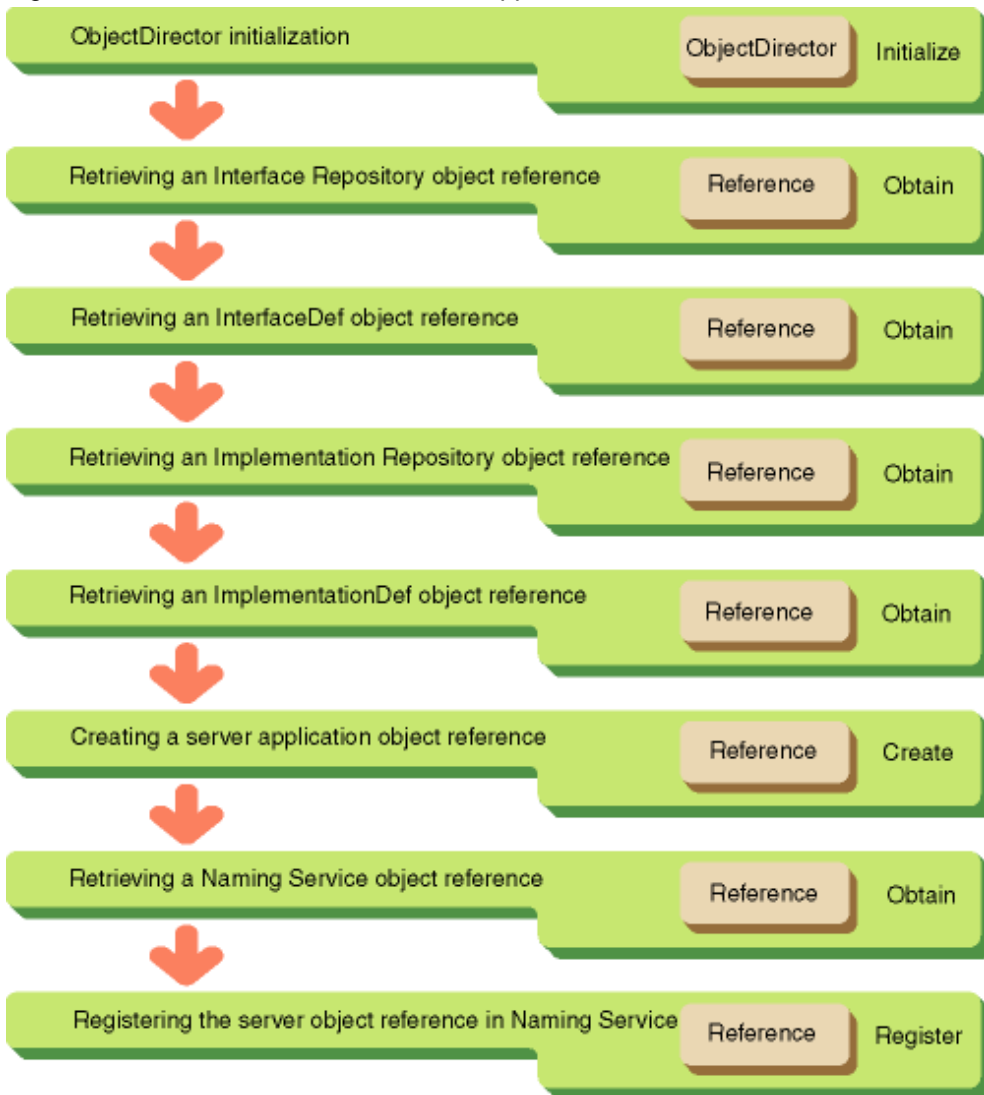 ObjectDirector initialization
ObjectDirector
Initialize
Retrieving an Interface Repository object reference
Reference
Obtain
Retrieving an InterfaceDef object reference
Reference
Obtain
Retrieving an Implementation Repository object reference
Reference
Obtain
Retrieving an ImplementationDef object reference
Reference
Obtain
Creating a server application object reference
Reference
Create
Retrieving a Naming Service object reference
Reference
Obtain
Registering the server object reference in Naming Service
Reference
Register